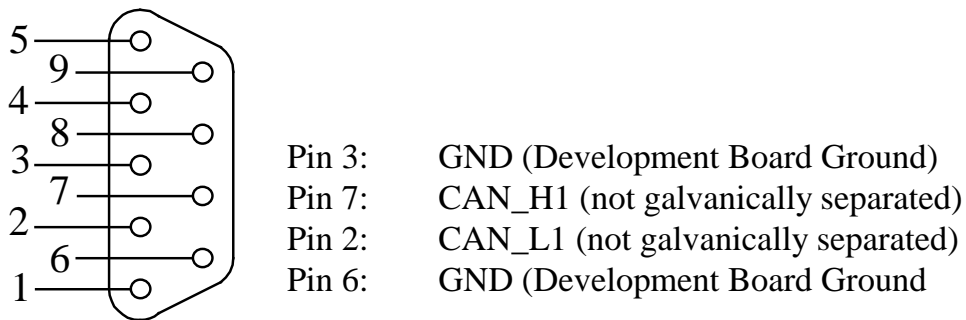 5
9
4
8
3
7
2
6
1
Pin 3: GND (Development Board Ground)
Pin 7: CAN_H1 (not galvanically separated)
Pin 2: CAN_L1 (not galvanically separated)
Pin 6: GND (Development Board Ground